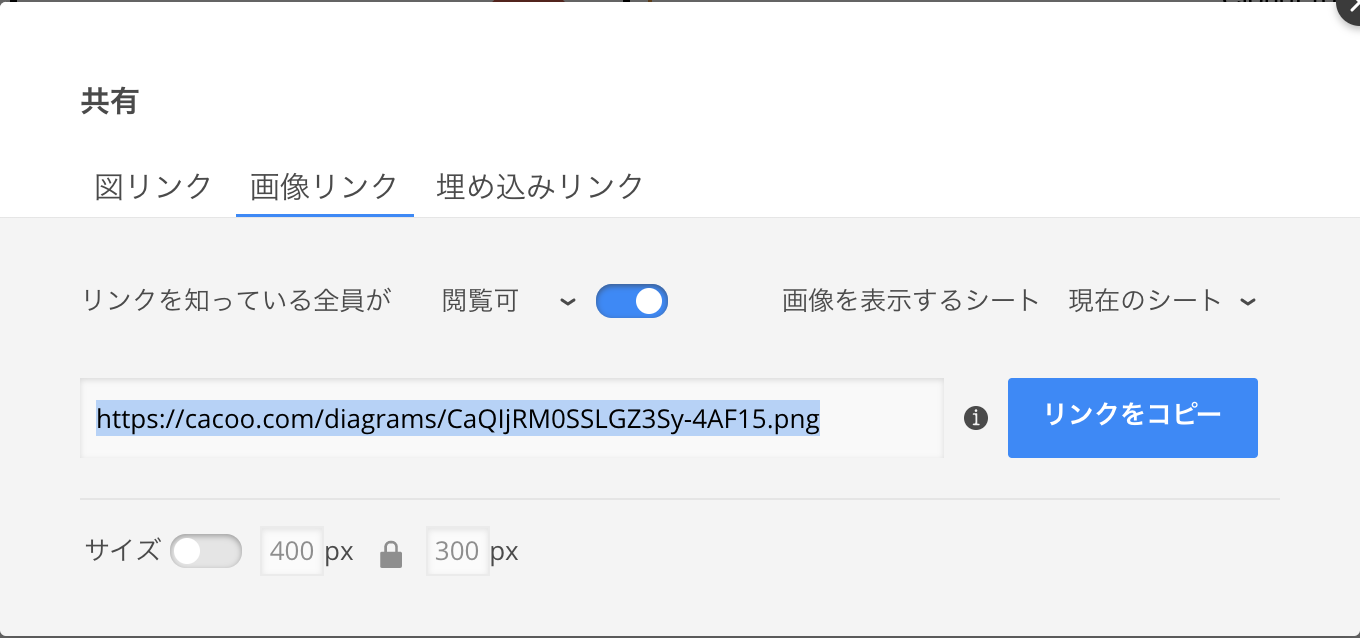 共有
図リンク 画像リンク 埋め込みリンク
リンクを知っている全員が 閲覧可 画像を表示するシート 現在のシート
https://cacoo.com/diagrams/CaQIjRM0SSLGZ3Sy-4AF15.png リンクをコピー
サイズ 400 px 300 px